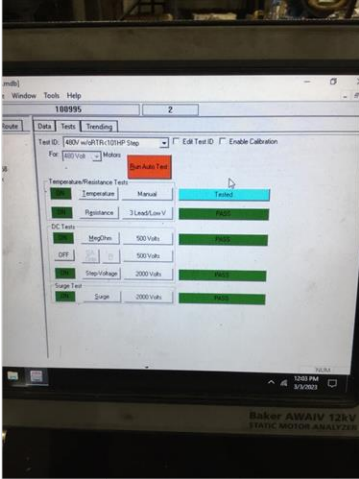 .mdb]
Window Tools Help
180995 2
Route Data Tests Trending
Test ID: 480V w/oRTR<101HP Step Edit Test ID Enable Calibration
For: 480 Volt Motors
Run Auto Test
Temperature/Resistance Tests
ON Temperature Manual Tested
ON Resistance 3 Lead/Low V PASS
DC Tests
ON MegOhm 500 Volts PASS
OFF 500 Volts
ON Step-Voltage 2000 Volts PASS
Surge Test
ON Surge 2000 Volts PASS
NUM
12:03 PM
3/3/2023
Baker AWAIV 12kV
STATIC MOTOR ANALYZER